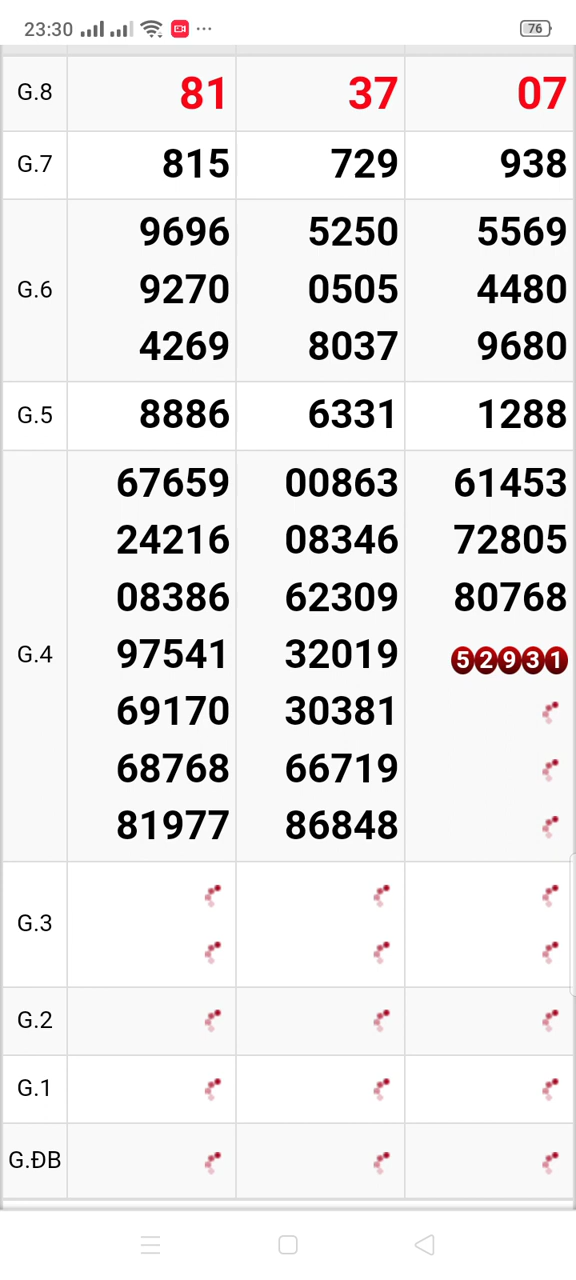 23:30 76
G.8 81 37 07
G.7 815 729 938
9696 5250 5569
G.6 9270 0505 4480
4269 8037 9680
G.5 8886 6331 1288
67659 00863 61453
24216 08346 72805
08386 62309 80768
G.4 97541 32019 52931
69170 30381
68768 66719
81977 86848
G.3
G.2
G.1
G.ĐB